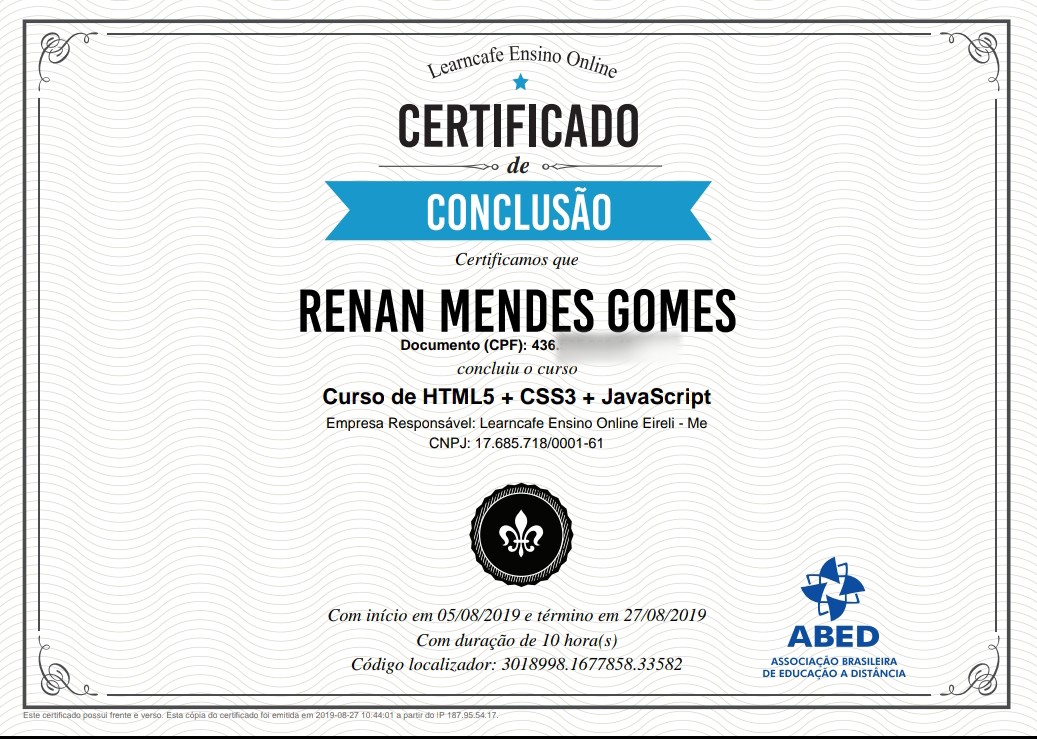 Learncafe Ensino Online
CERTIFICADO
de
CONCLUSÃO
Certificamos que
RENAN MENDES GOMES
Documento (CPF): 436.
concluiu o curso
Curso de HTML5 + CSS3 + JavaScript
Empresa Responsável: Learncafe Ensino Online Eireli - Me
CNPJ: 17.685.718/0001-61
Com início em 05/08/2019 e término em 27/08/2019
Com duração de 10 hora(s)
Código localizador: 3018998.1677858.33582
ABED
ASSOCIAÇÃO BRASILEIRA
DE EDUCAÇÃO A DISTÂNCIA
Este certificado possui frente e verso. Esta cópia do certificado foi emitida em 2019-08-27 10:44:01 a partir do IP 187.95.54.17.